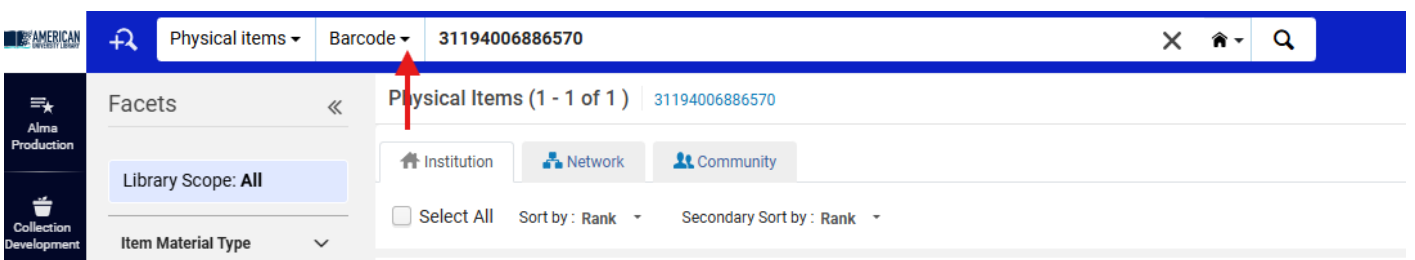 AMERICAN
UNIVERSITY LIBRARY
Physical items
Barcode
31194006886570
Alma
Production
Collection
Development
Facets
Library Scope: All
Item Material Type
Physical Items (1 - 1 of 1 )
31194006886570
Institution
Network
Community
Select All
Sort by : Rank
Secondary Sort by : Rank